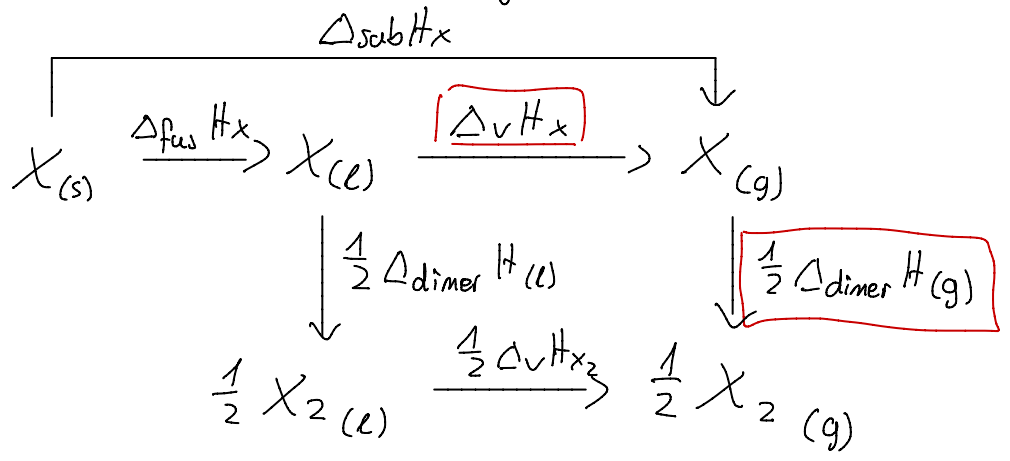 ΔsubHx
ΔfusHx ΔvHx
X(s) X(l) X(g)
1/2 Δdimer H(l) 1/2 Δdimer H(g)
1/2 ΔvHx2
1/2 X2(l) 1/2 X2(g)